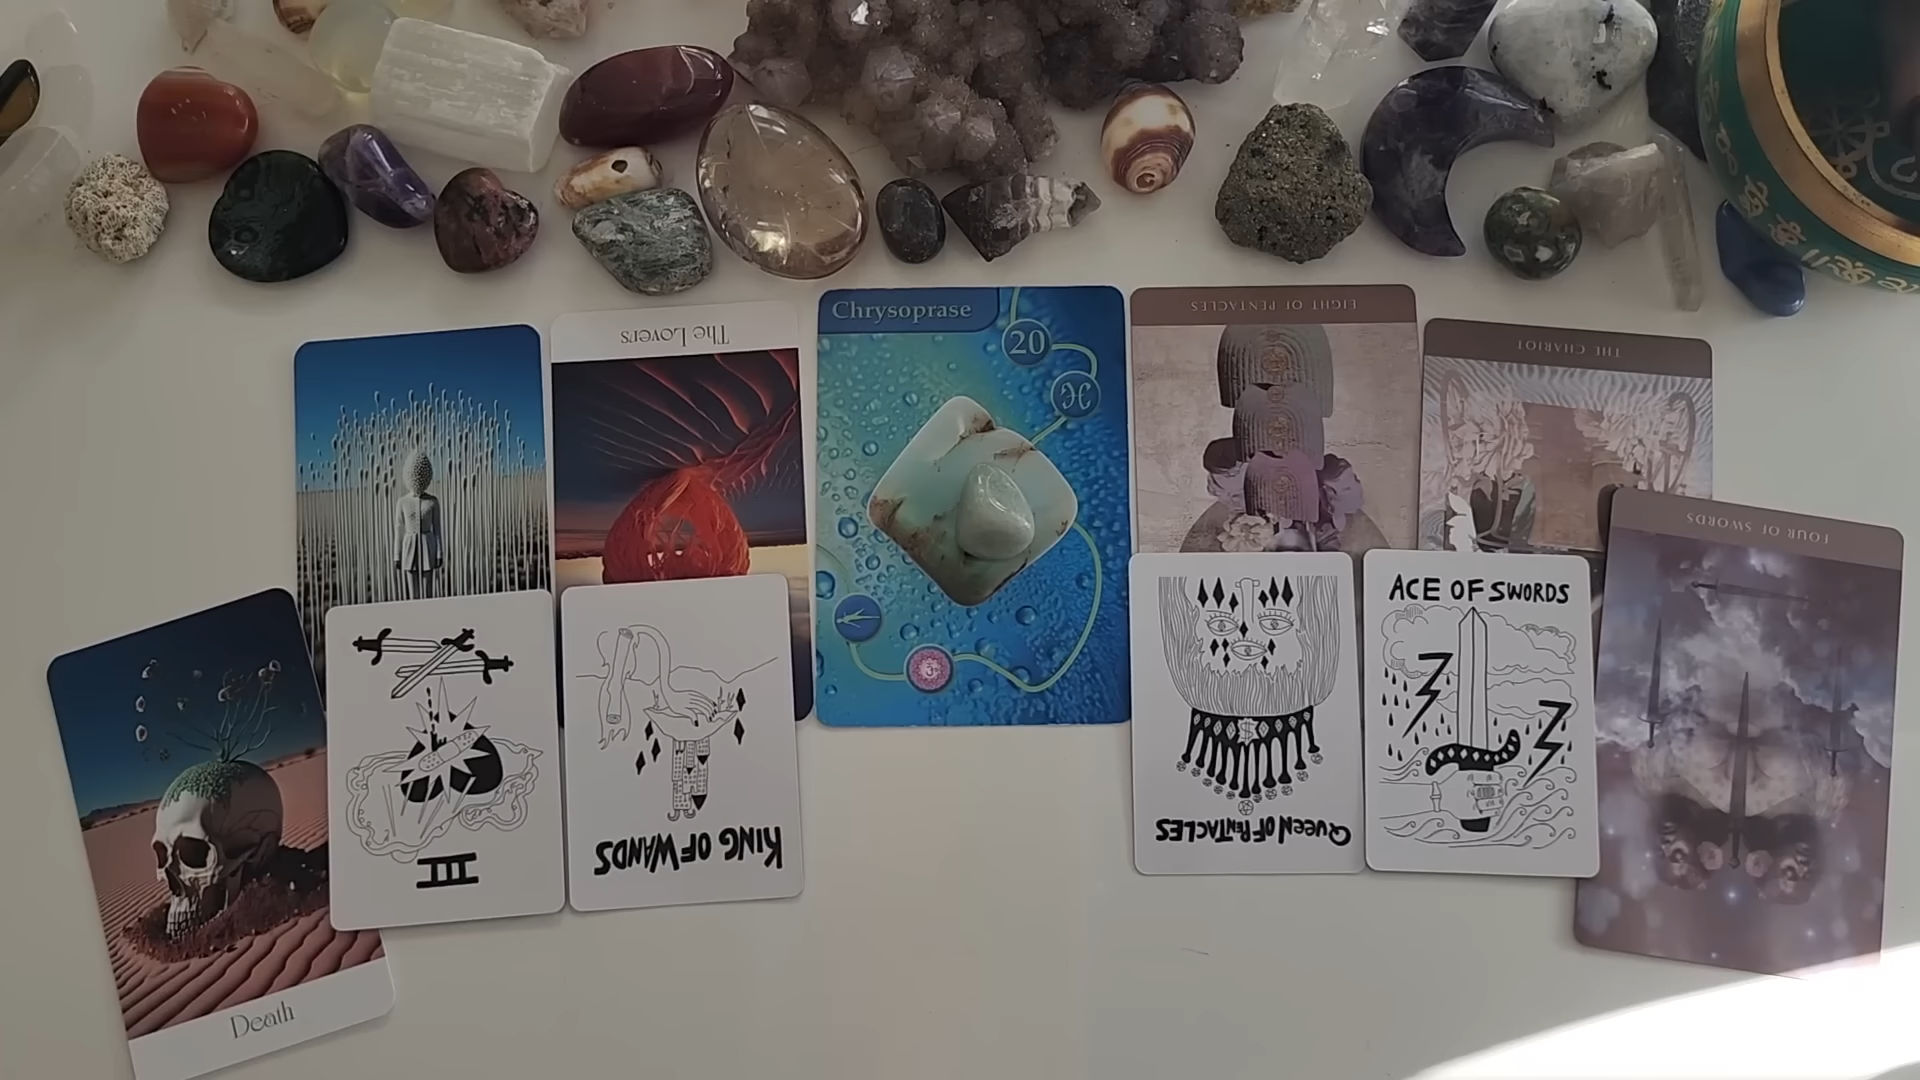 The Lovers
Chrysoprase
20
EIGHT OF PENTACLES
THE CHARIOT
FOUR OF SWORDS
ACE OF SWORDS
III
KING OF WANDS
QUEEN OF PENTACLES
Death